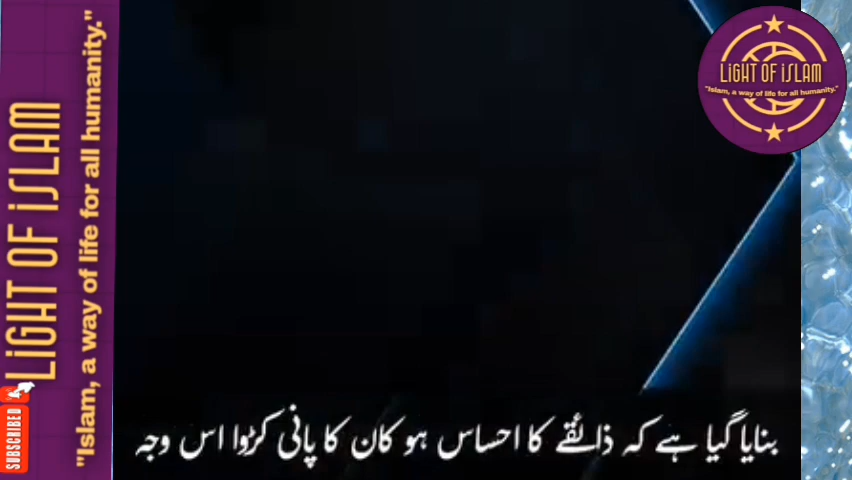 LiGHT OF iSLAM
"Islam, a way of life for all humanity."
SUBSCRIBED
LiGHT OF iSLAM
"Islam, a way of life for all humanity."
بنایا گیا ہے کہ ذائقے کا احساس ہو کان کا پانی کڑوا اس وجہ